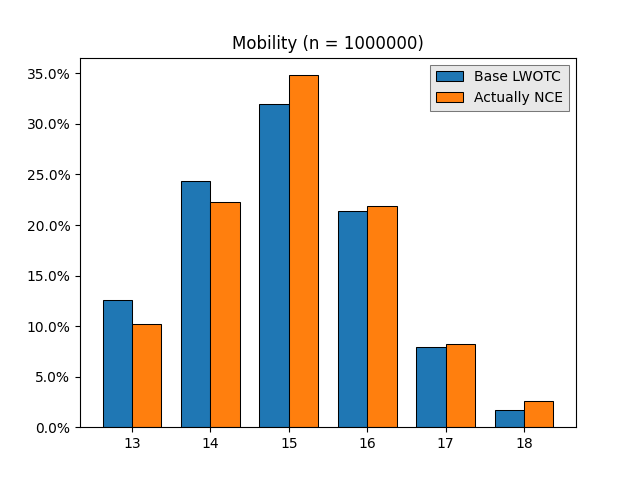 Mobility (n = 1000000)
Base LWOTC
Actually NCE
35.0%
30.0%
25.0%
20.0%
15.0%
10.0%
5.0%
0.0%
13 14 15 16 17 18